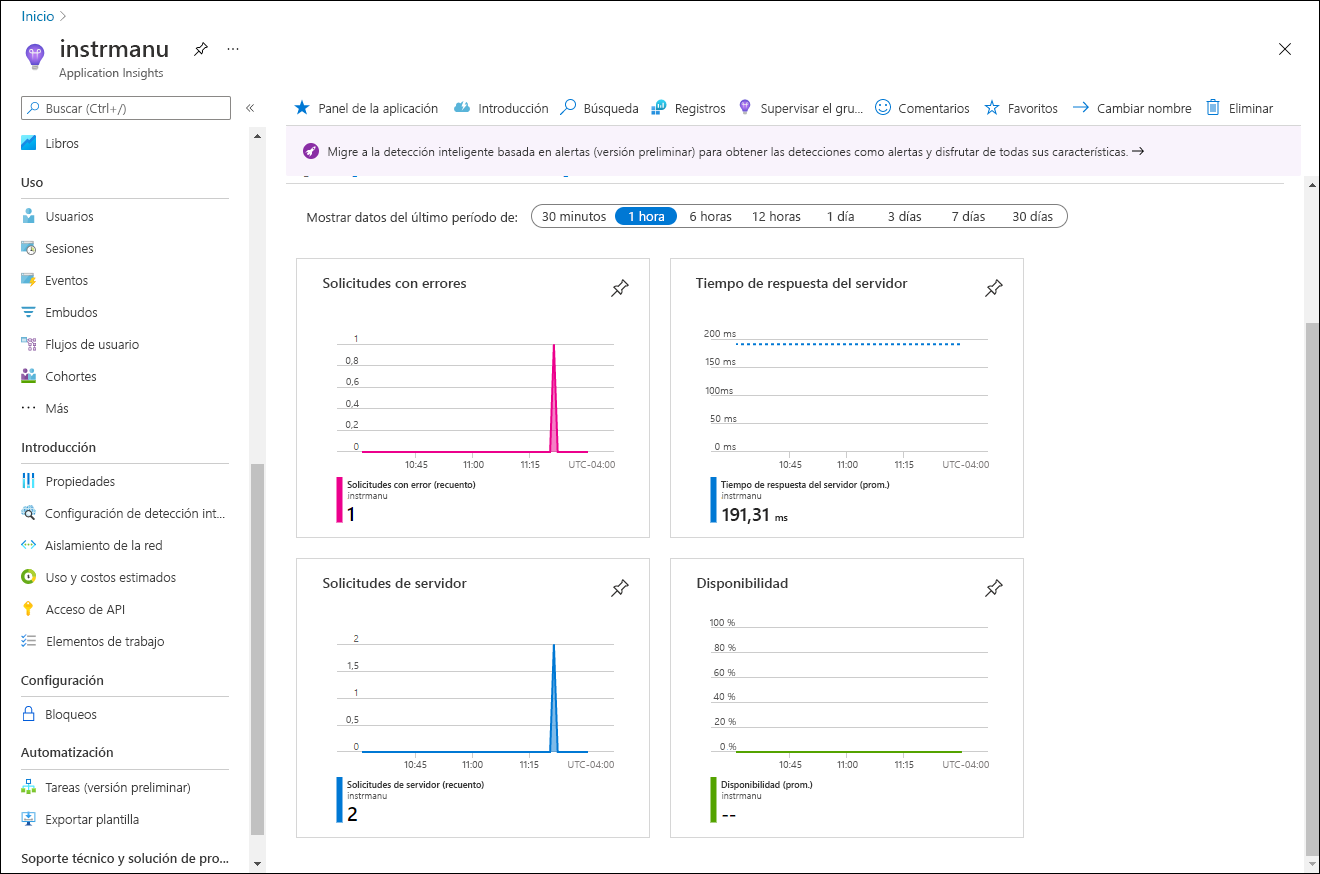 Inicio
instrmanu
...
Application Insights
Buscar (Ctrl+/)
«
Panel de la aplicación
Introducción
Búsqueda
Registros
Supervisar el gru...
Comentarios
Favoritos
Cambiar nombre
Eliminar
Migre a la detección inteligente basada en alertas (versión preliminar) para obtener las detecciones como alertas y disfrutar de todas sus características. →
Libros
Uso
Usuarios
Sesiones
Eventos
Embudos
Flujos de usuario
Cohortes
Más
Introducción
Propiedades
Configuración de detección int...
Aislamiento de la red
Uso y costos estimados
Acceso de API
Elementos de trabajo
Configuración
Bloqueos
Automatización
Tareas (versión preliminar)
Exportar plantilla
Soporte técnico y solución de pro...
Mostrar datos del último período de:
30 minutos
1 hora
6 horas
12 horas
1 día
3 días
7 días
30 días
Solicitudes con errores
1
0,8
0,6
0,4
0,2
0
10:45
11:00
11:15
UTC-04:00
Solicitudes con error (recuento)
instrmanu
1
Tiempo de respuesta del servidor
200 ms
150 ms
100ms
50 ms
0 ms
10:45
11:00
11:15
UTC-04:00
Tiempo de respuesta del servidor (prom.)
instrmanu
191,31 ms
Solicitudes de servidor
2
1,5
1
0,5
0
10:45
11:00
11:15
UTC-04:00
Solicitudes de servidor (recuento)
instrmanu
2
Disponibilidad
100 %
80 %
60 %
40 %
20 %
0 %
10:45
11:00
11:15
UTC-04:00
Disponibilidad (prom.)
instrmanu
--